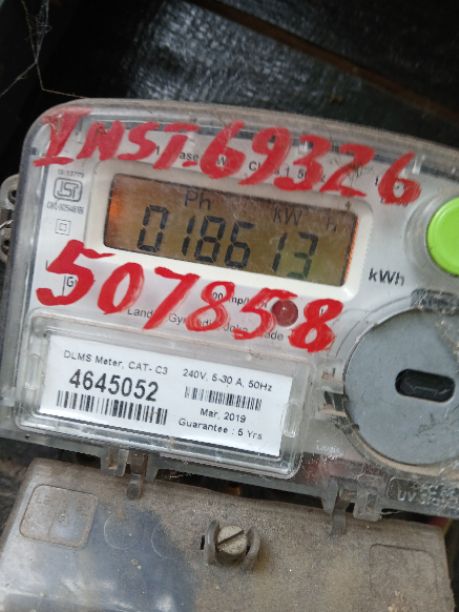 INST.69326
ISI
Ph kW h
018613
kWh
507858
DLMS Meter, CAT- C3
240V, 5-30 A, 50Hz
4645052
Mar. 2019
Guarantee : 5 Yrs